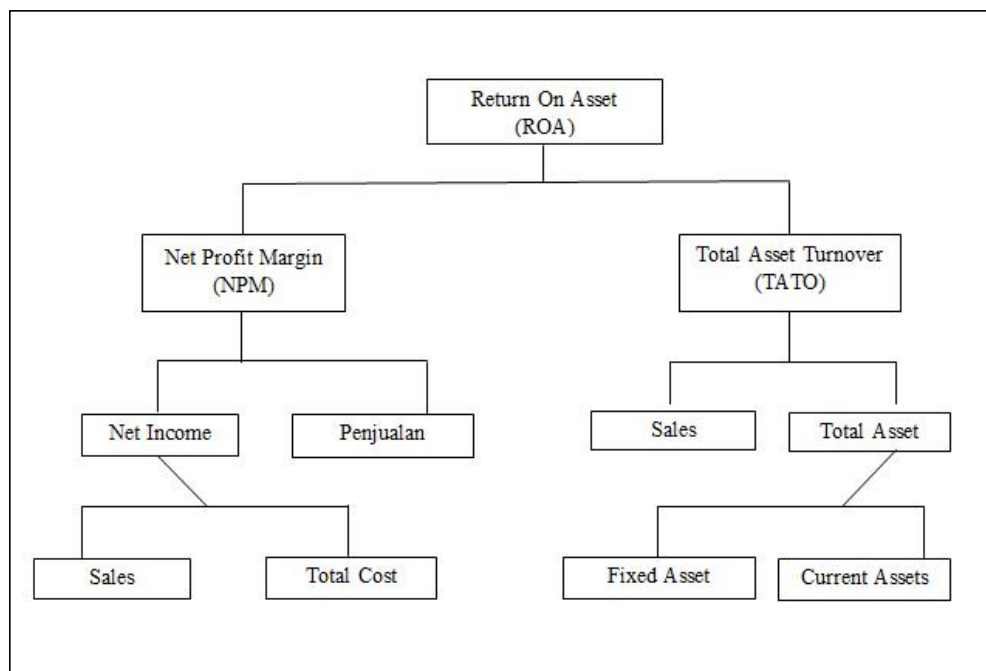 Return On Asset
(ROA)
Net Profit Margin
(NPM)
Total Asset Turnover
(TATO)
Net Income
Penjualan
Sales
Total Asset
Sales
Total Cost
Fixed Asset
Current Assets